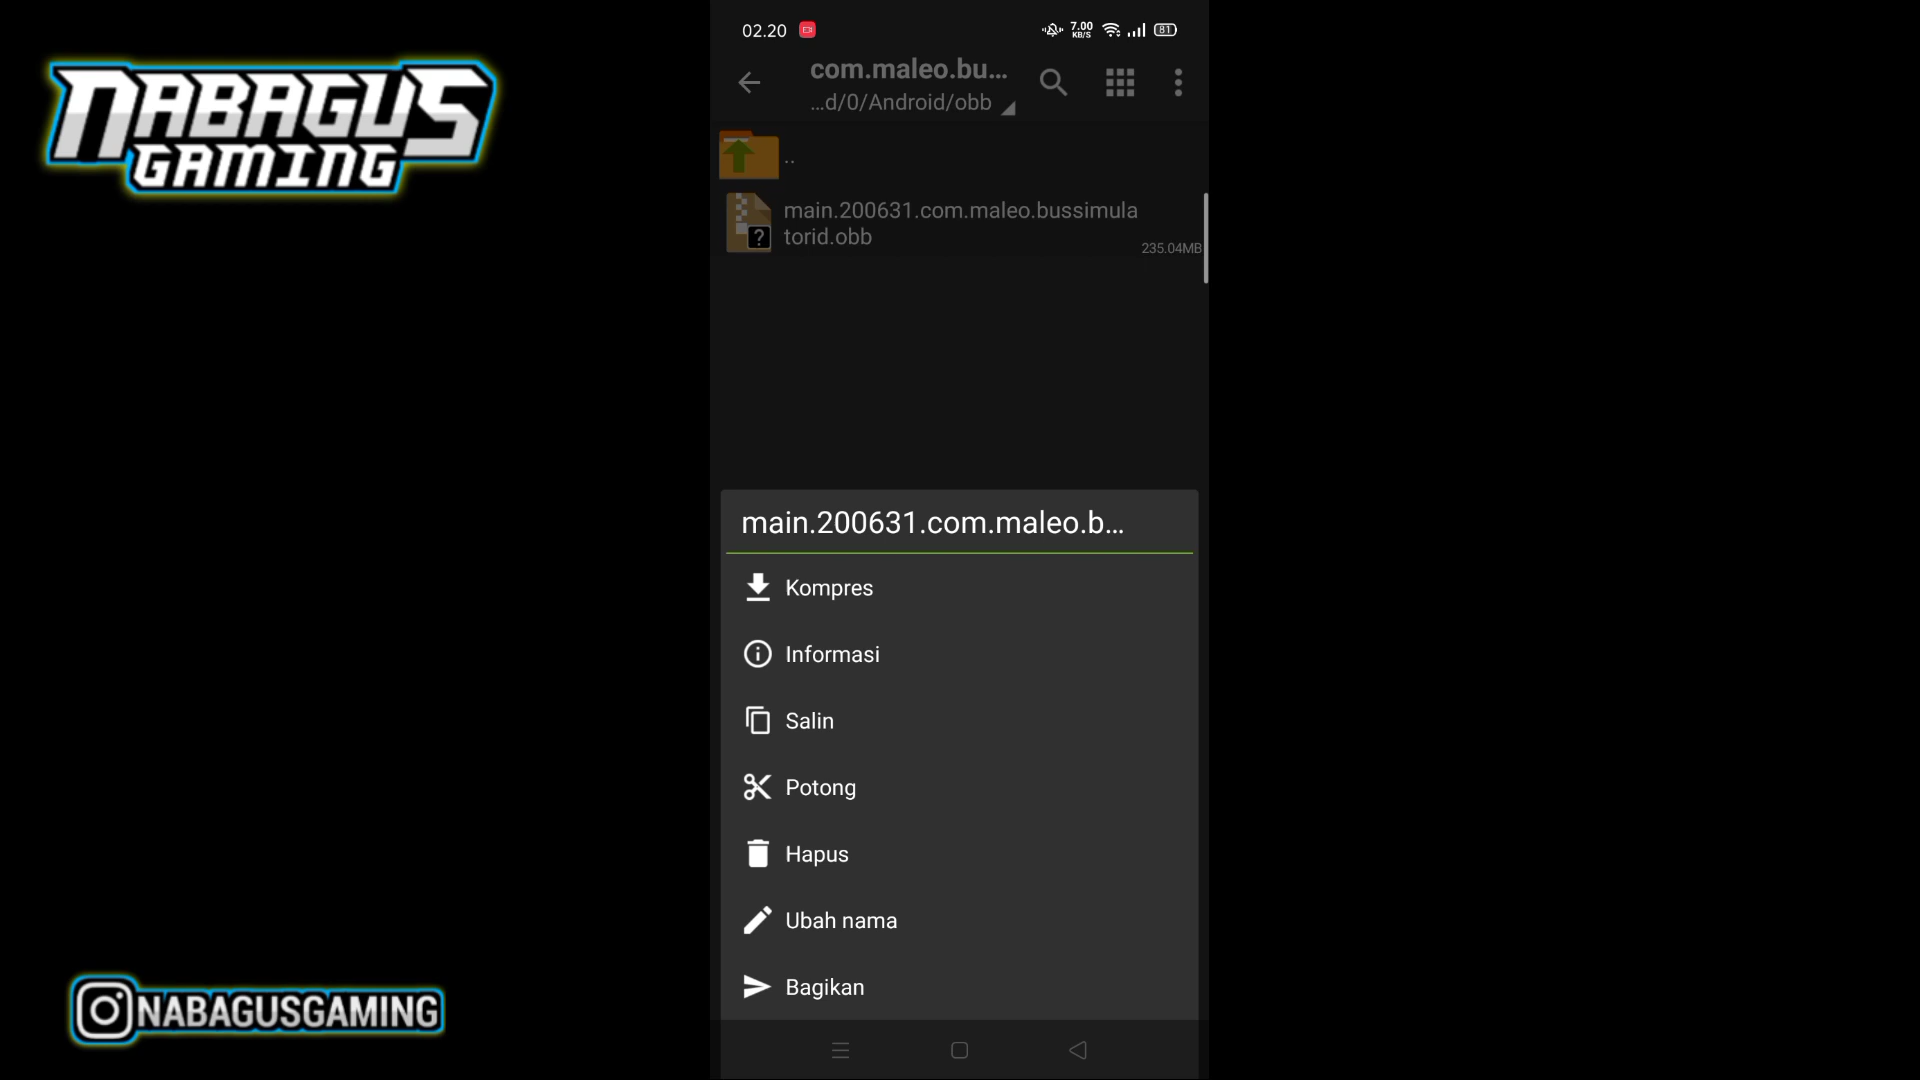 NABAGUS
GAMING
02.20
7.00
KB/S
81
com.maleo.bu...
...d/0/Android/obb
..
main.200631.com.maleo.bussimula
torid.obb
?
235.04MB
main.200631.com.maleo.b...
Kompres
Informasi
Salin
Potong
Hapus
Ubah nama
Bagikan
NABAGUSGAMING